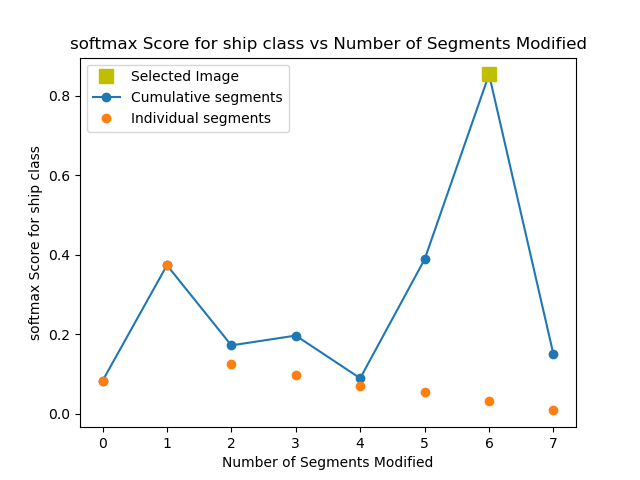 softmax Score for ship class vs Number of Segments Modified
Selected Image
Cumulative segments
Individual segments
softmax Score for ship class
0.8
0.6
0.4
0.2
0.0
0 1 2 3 4 5 6 7
Number of Segments Modified